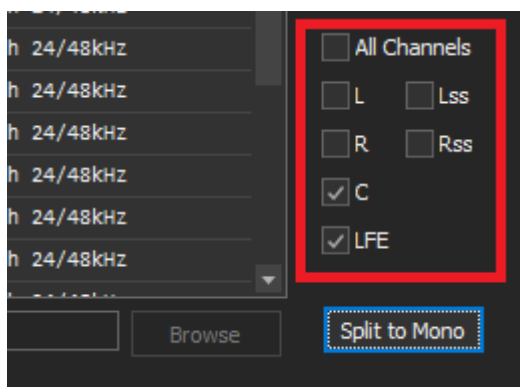 h 24/48kHz
h 24/48kHz
h 24/48kHz
h 24/48kHz
h 24/48kHz
h 24/48kHz
All Channels
L Lss
R Rss
C
LFE
Browse
Split to Mono